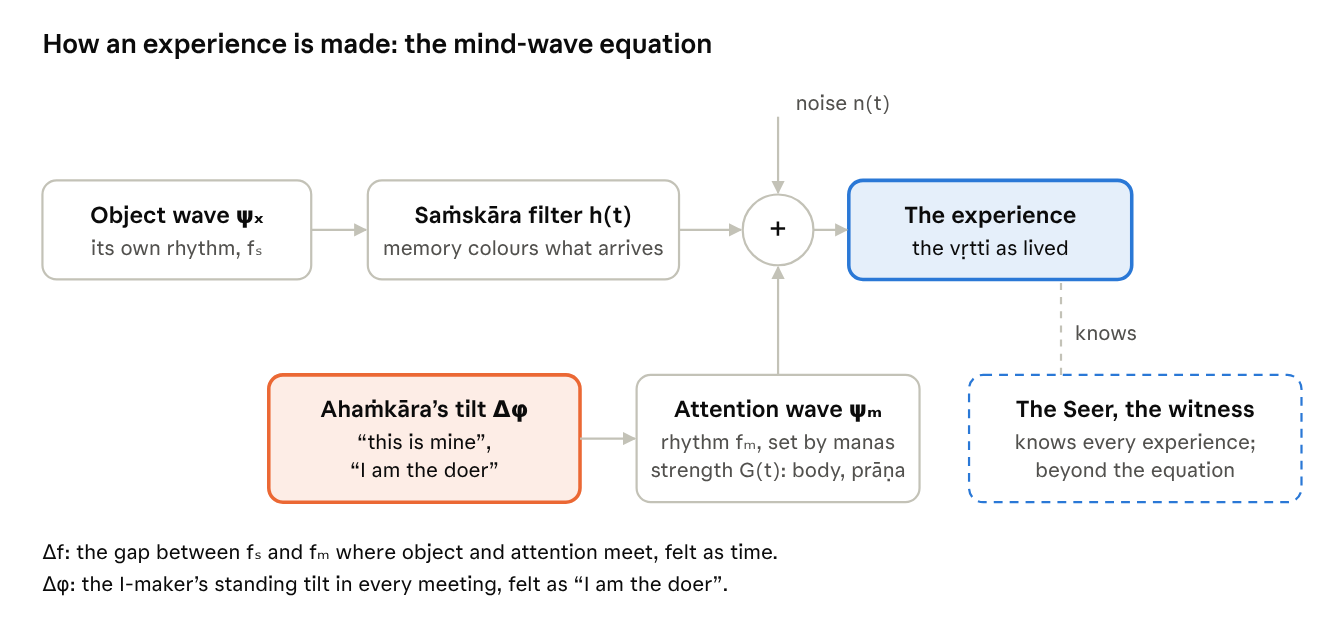 How an experience is made: the mind-wave equation
noise n(t)
Object wave ψₓ
its own rhythm, fₛ
Saṁskāra filter h(t)
memory colours what arrives
+
The experience
the vṛtti as lived
knows
Ahaṁkāra’s tilt Δφ
“this is mine”,
“I am the doer”
Attention wave ψₘ
rhythm fₘ, set by manas
strength G(t): body, prāṇa
The Seer, the witness
knows every experience;
beyond the equation
Δf: the gap between fₛ and fₘ where object and attention meet, felt as time.
Δφ: the I-maker’s standing tilt in every meeting, felt as “I am the doer”.